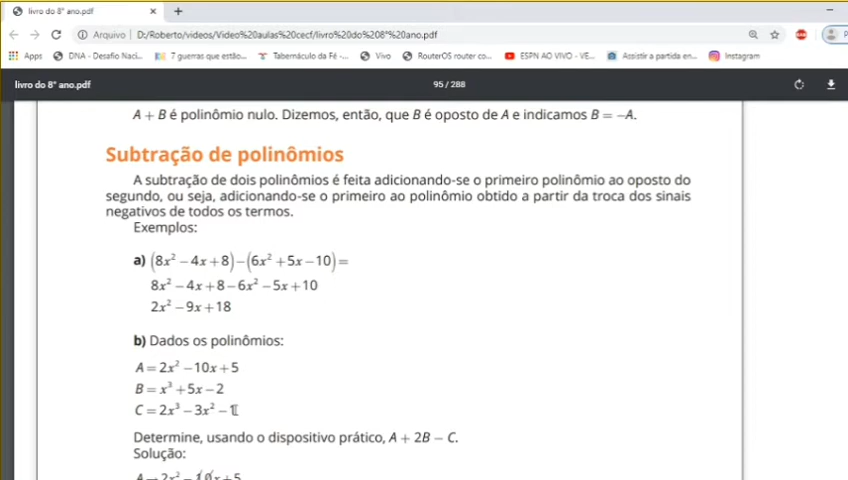 livro do 8° ano.pdf
Arquivo | D:/Roberto/videos/Video%20aulas%20cecf/livro%20do%208°%20ano.pdf
Apps DNA - Desafio Naci... 7 guerras que estão... Tabernáculo da Fé -... Vivo RouterOS router co... ESPN AO VIVO - VE... Assistir a partida en... Instagram
livro do 8° ano.pdf 95 / 288
A + B é polinômio nulo. Dizemos, então, que B é oposto de A e indicamos B = –A.
Subtração de polinômios
A subtração de dois polinômios é feita adicionando-se o primeiro polinômio ao oposto do
segundo, ou seja, adicionando-se o primeiro ao polinômio obtido a partir da troca dos sinais
negativos de todos os termos.
Exemplos:
a) (8x² – 4x + 8) – (6x² + 5x – 10) =
8x² – 4x + 8 – 6x² – 5x + 10
2x² – 9x + 18
b) Dados os polinômios:
A = 2x² – 10x + 5
B = x³ + 5x – 2
C = 2x³ – 3x² – 1
Determine, usando o dispositivo prático, A + 2B – C.
Solução:
A → 2x² – 10x + 5